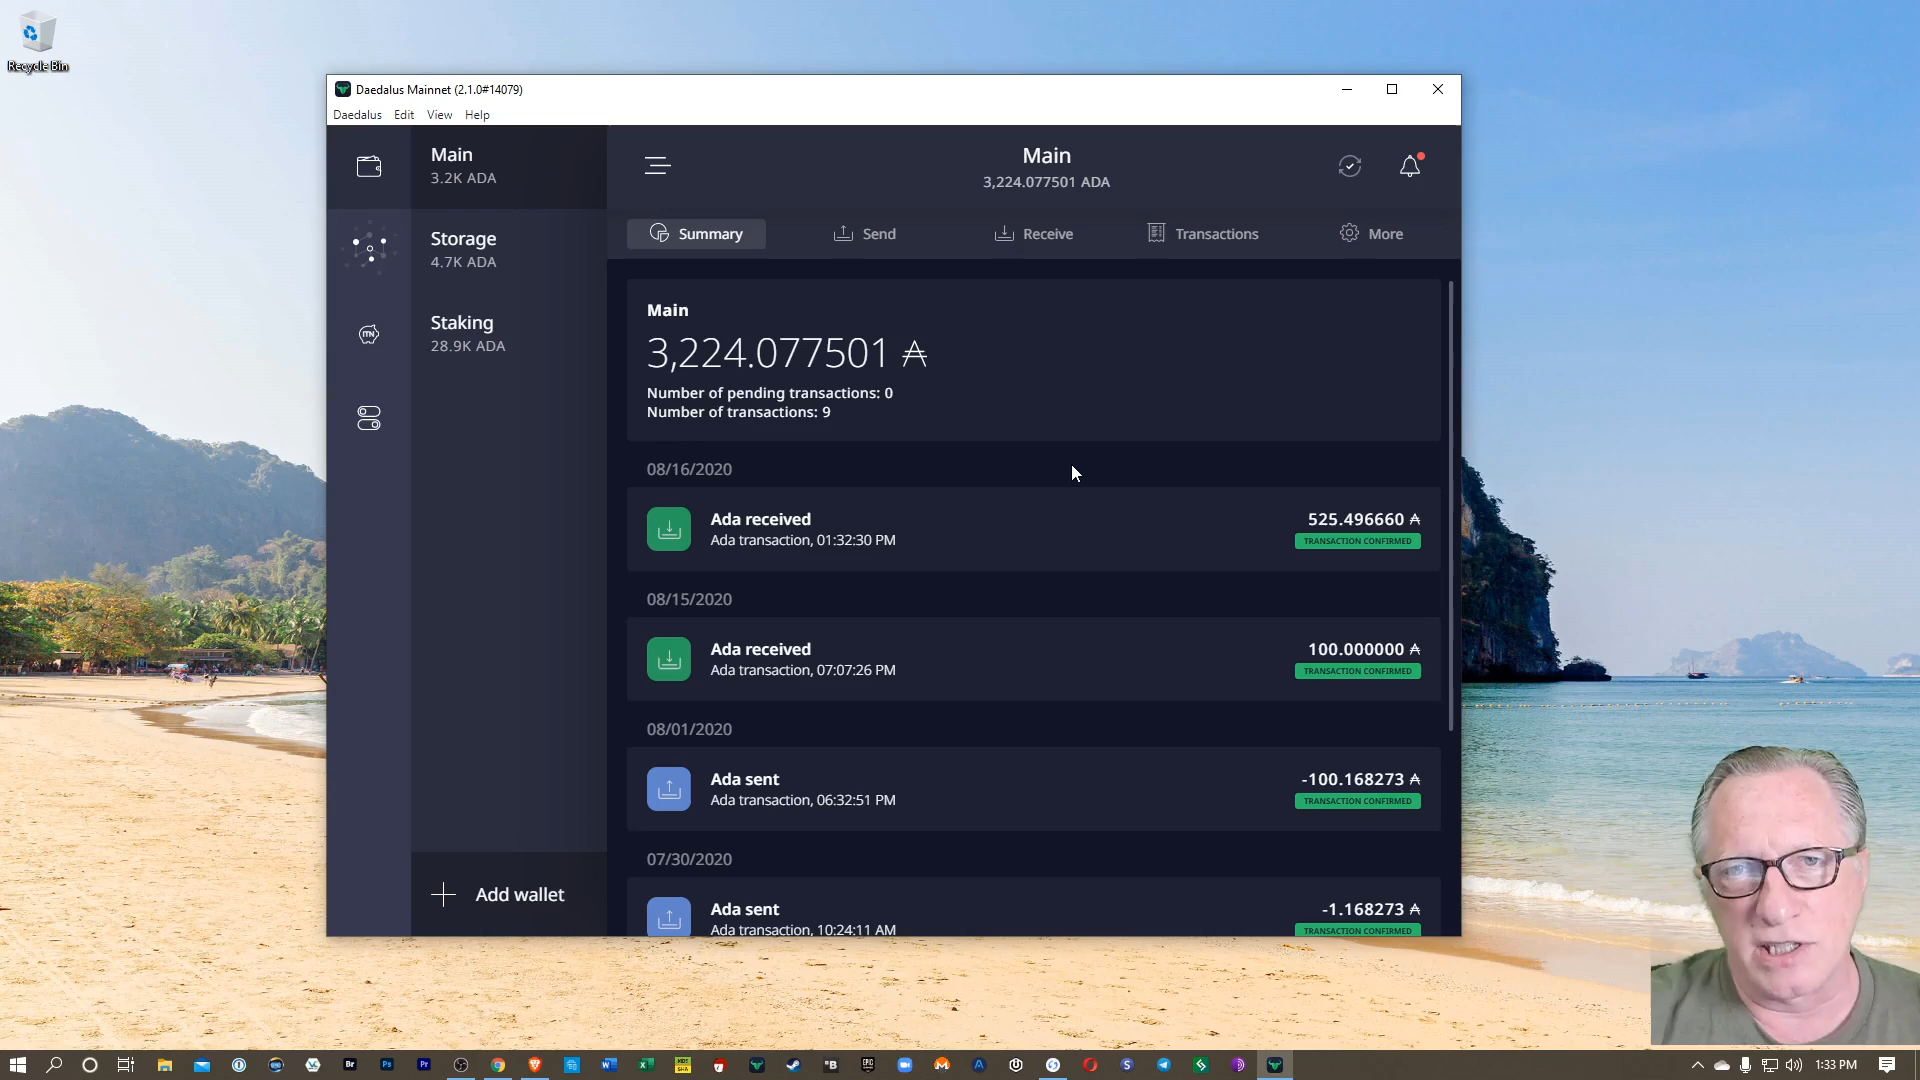 Recycle Bin
Daedalus Mainnet (2.1.0#14079)
Daedalus Edit View Help
Main
3.2K ADA
Storage
4.7K ADA
ITN
Staking
28.9K ADA
Add wallet
Main
3,224.077501 ADA
Summary Send Receive Transactions More
Main
3,224.077501 ₳
Number of pending transactions: 0
Number of transactions: 9
08/16/2020
Ada received 525.496660 ₳
Ada transaction, 01:32:30 PM TRANSACTION CONFIRMED
08/15/2020
Ada received 100.000000 ₳
Ada transaction, 07:07:26 PM TRANSACTION CONFIRMED
08/01/2020
Ada sent -100.168273 ₳
Ada transaction, 06:32:51 PM TRANSACTION CONFIRMED
07/30/2020
Ada sent -1.168273 ₳
Ada transaction, 10:24:11 AM TRANSACTION CONFIRMED
Br Ps Pr
1:33 PM